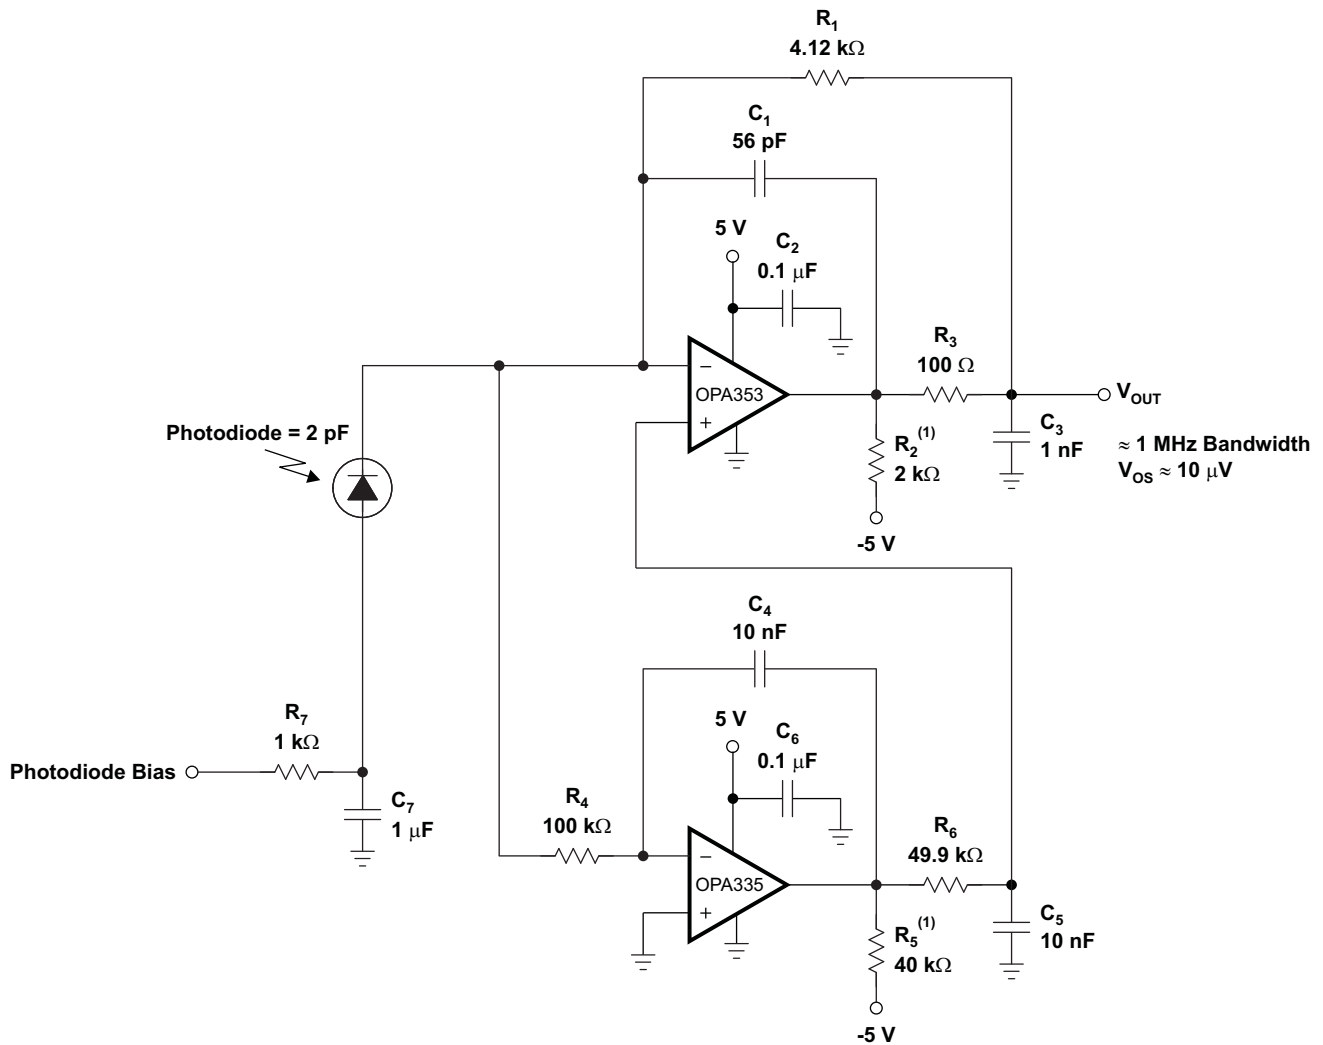 R1
4.12 kΩ
C1
56 pF
5 V
C2
0.1 μF
R3
100 Ω
−
OPA353
+
VOUT
Photodiode = 2 pF
R2(1)
2 kΩ
C3
1 nF
≈ 1 MHz Bandwidth
VOS ≈ 10 μV
-5 V
C4
10 nF
5 V
C6
0.1 μF
R7
1 kΩ
Photodiode Bias
C7
1 μF
R4
100 kΩ
R6
49.9 kΩ
−
OPA335
+
R5(1)
40 kΩ
C5
10 nF
-5 V